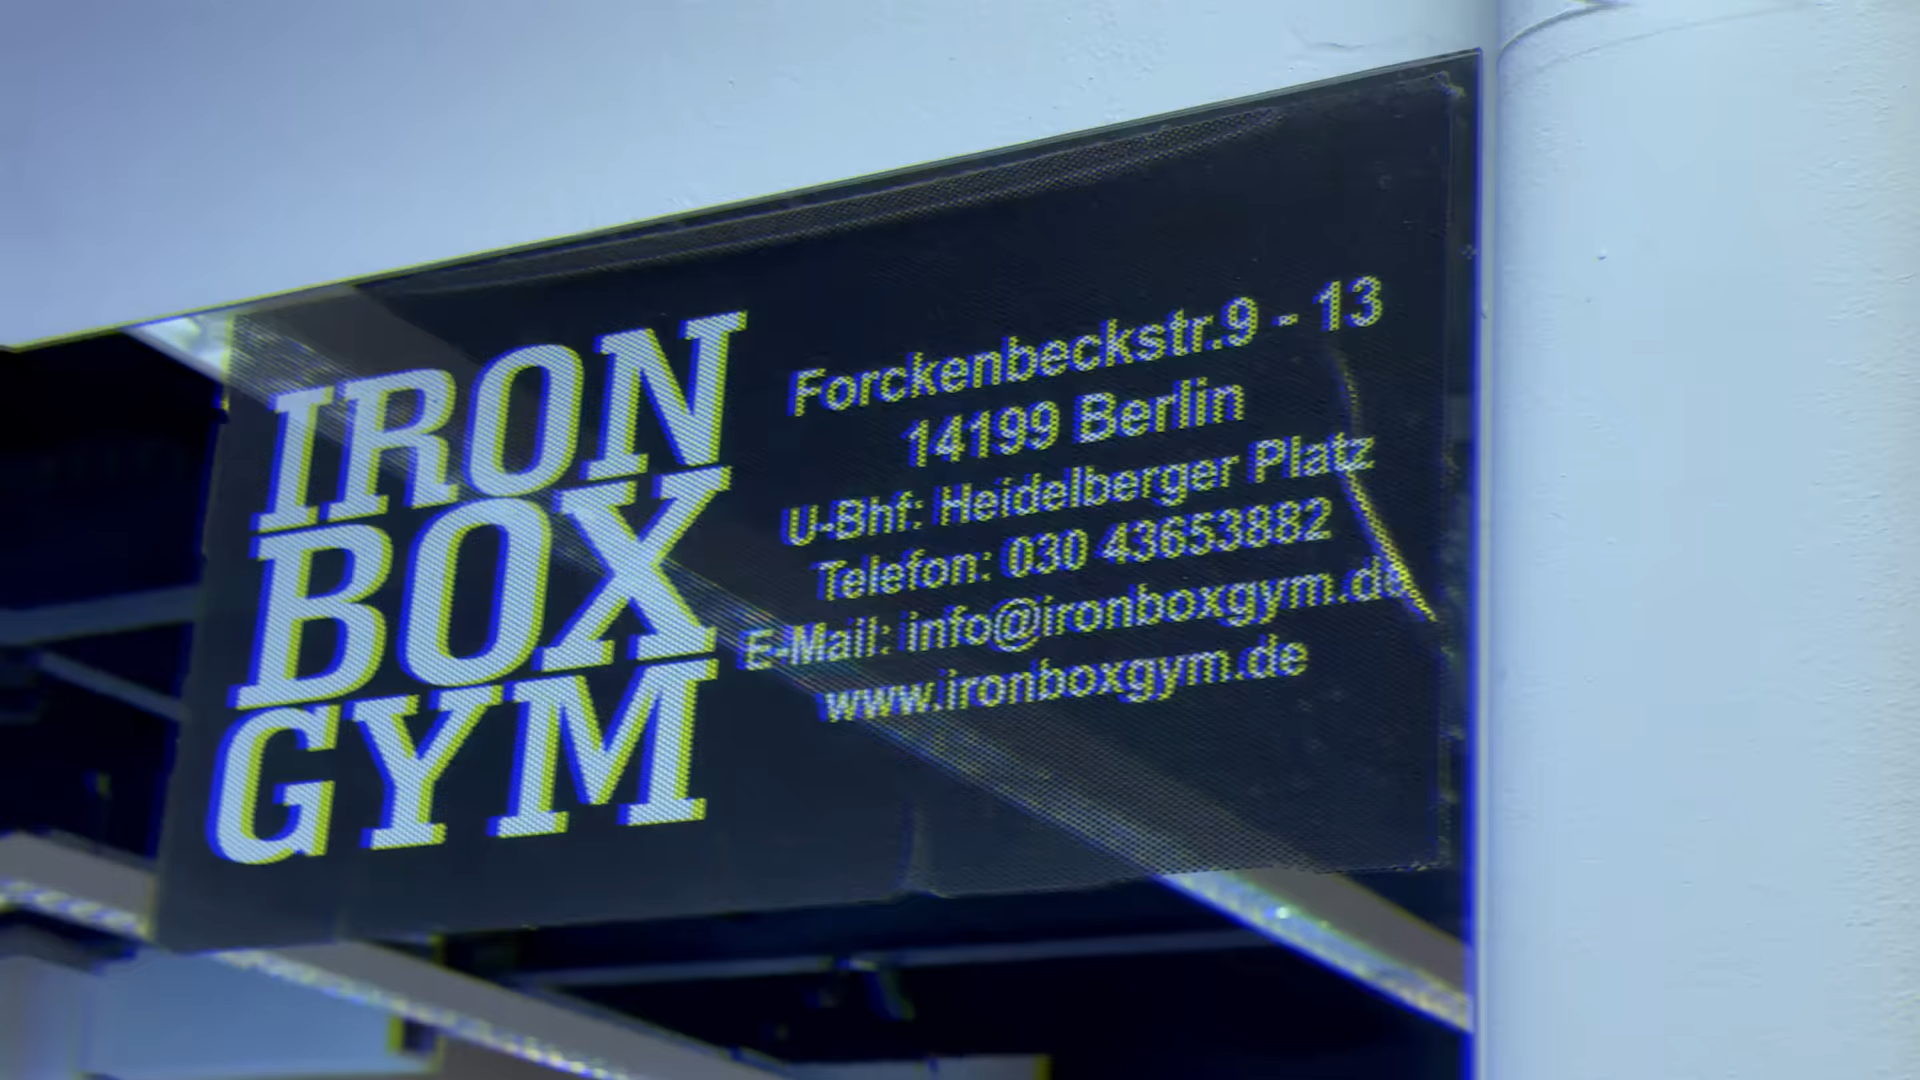 IRON
BOX
GYM
Forckenbeckstr.9 - 13
14199 Berlin
U-Bhf: Heidelberger Platz
Telefon: 030 43653882
E-Mail: info@ironboxgym.de
www.ironboxgym.de